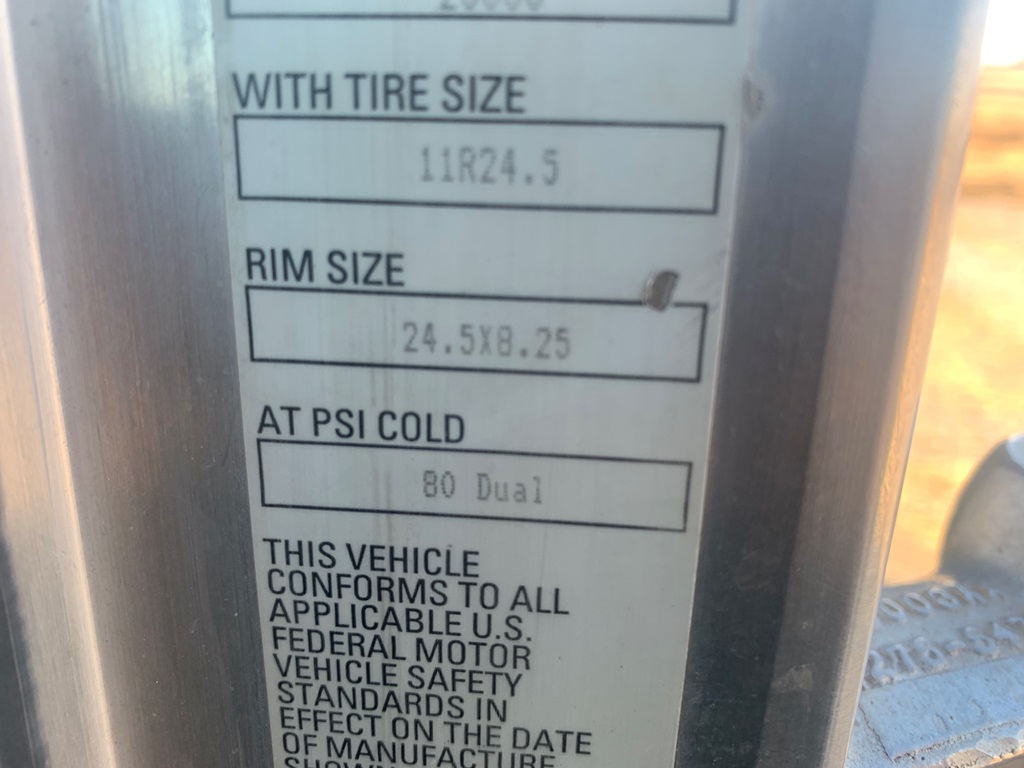 WITH TIRE SIZE
11R24.5
RIM SIZE
24.5X8.25
AT PSI COLD
80 Dual
THIS VEHICLE
CONFORMS TO ALL
APPLICABLE U.S.
FEDERAL MOTOR
VEHICLE SAFETY
STANDARDS IN
EFFECT ON THE DATE
OF MANUFACTURE
SHOWN